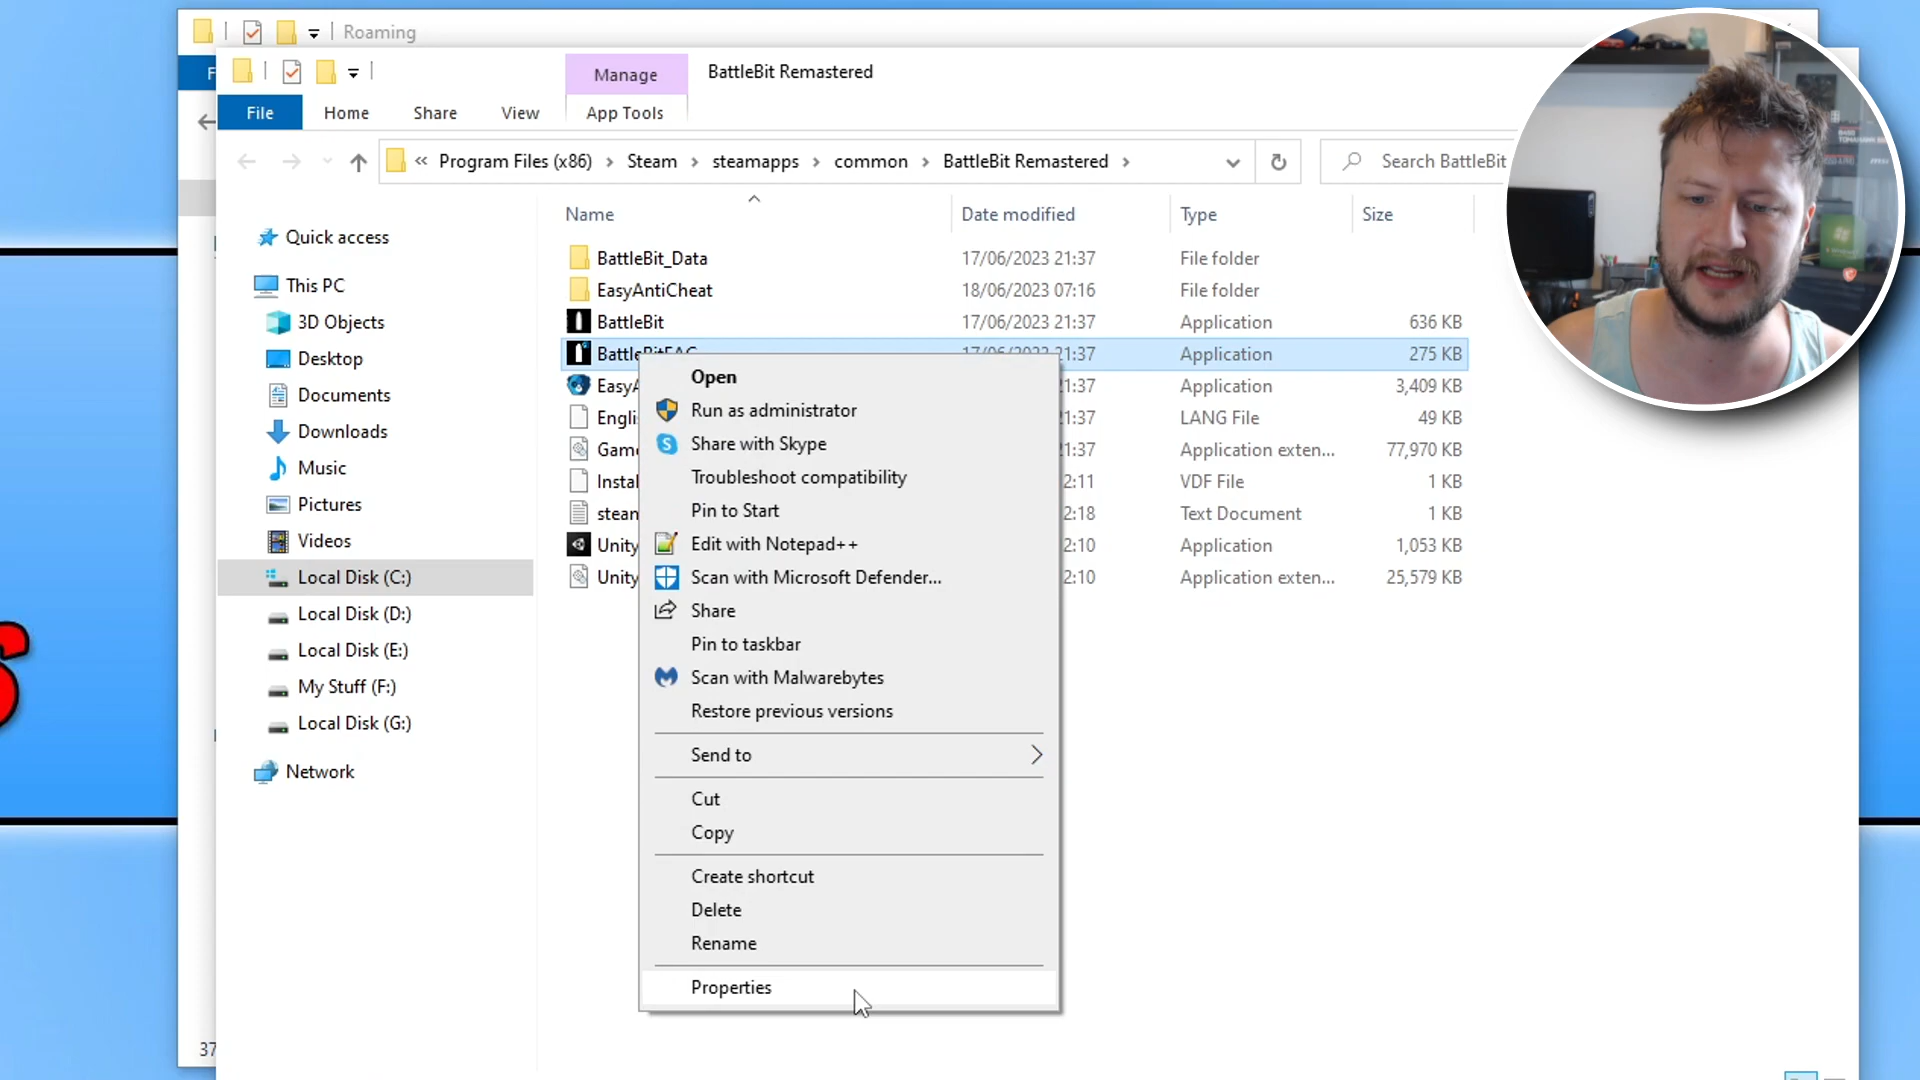 Roaming
F
Manage
BattleBit Remastered
File
Home
Share
View
App Tools
« Program Files (x86) › Steam › steamapps › common › BattleBit Remastered ›
Search BattleBit
Name
Date modified
Type
Size
Quick access
This PC
3D Objects
Desktop
Documents
Downloads
Music
Pictures
Videos
Local Disk (C:)
Local Disk (D:)
Local Disk (E:)
My Stuff (F:)
Local Disk (G:)
Network
BattleBit_Data 17/06/2023 21:37 File folder
EasyAntiCheat 18/06/2023 07:16 File folder
BattleBit 17/06/2023 21:37 Application 636 KB
BattleBitEAC 17/06/2023 21:37 Application 275 KB
EasyA 21:37 Application 3,409 KB
Engli 21:37 LANG File 49 KB
Game 21:37 Application exten... 77,970 KB
Instal 2:11 VDF File 1 KB
steam 2:18 Text Document 1 KB
Unity 2:10 Application 1,053 KB
Unity 2:10 Application exten... 25,579 KB
Open
Run as administrator
Share with Skype
Troubleshoot compatibility
Pin to Start
Edit with Notepad++
Scan with Microsoft Defender...
Share
Pin to taskbar
Scan with Malwarebytes
Restore previous versions
Send to
Cut
Copy
Create shortcut
Delete
Rename
Properties
37